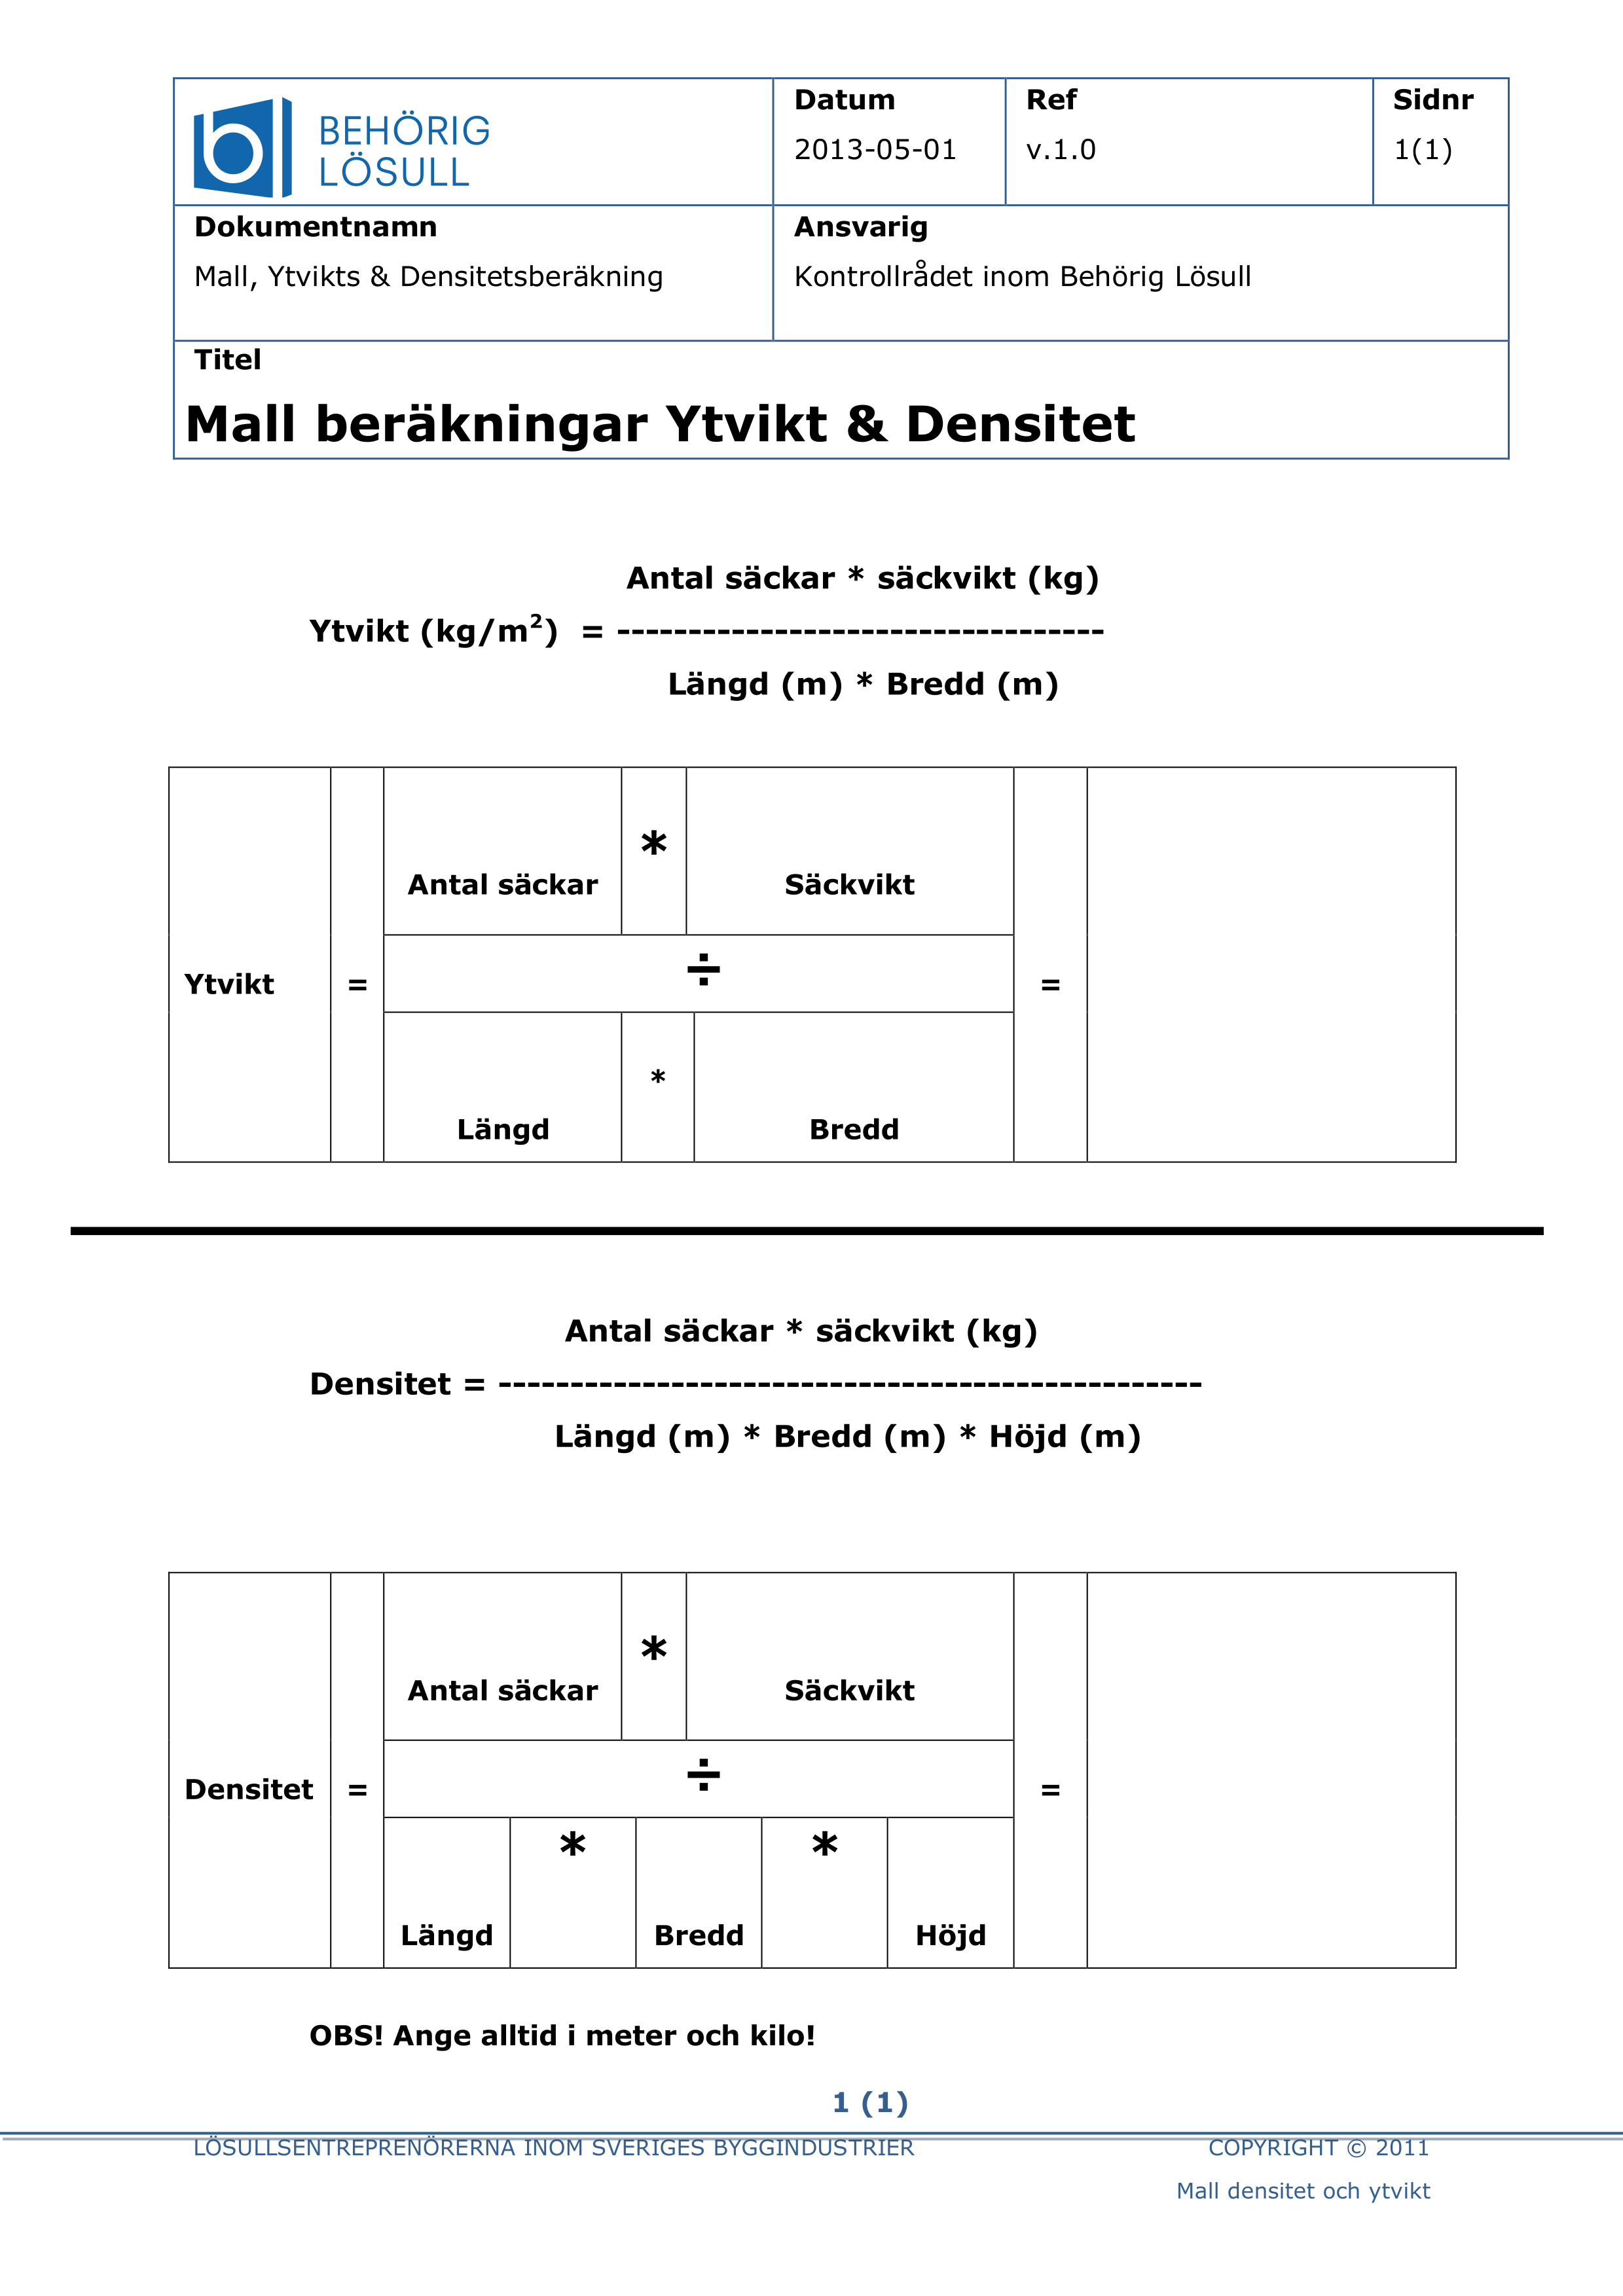 BEHÖRIG
LÖSULL
Datum
2013-05-01
Ref
v.1.0
Sidnr
1(1)
Dokumentnamn
Mall, Ytvikts & Densitetsberäkning
Ansvarig
Kontrollrådet inom Behörig Lösull
Titel
Mall beräkningar Ytvikt & Densitet
Antal säckar * säckvikt (kg)
Ytvikt (kg/m²) = ----------------------------------
Längd (m) * Bredd (m)
Antal säckar * Säckvikt
÷
Ytvikt = =
Längd * Bredd
Antal säckar * säckvikt (kg)
Densitet = -------------------------------------------------
Längd (m) * Bredd (m) * Höjd (m)
Antal säckar * Säckvikt
÷
Densitet = =
Längd * Bredd * Höjd
OBS! Ange alltid i meter och kilo!
1 (1)
LÖSULLSENTREPRENÖRERNA INOM SVERIGES BYGGINDUSTRIER COPYRIGHT © 2011
Mall densitet och ytvikt